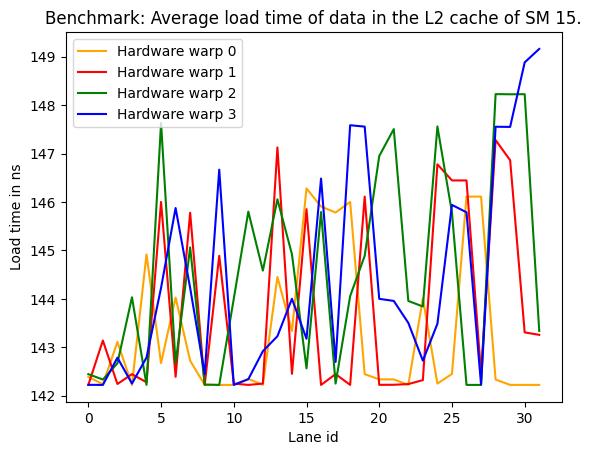 Benchmark: Average load time of data in the L2 cache of SM 15.
Hardware warp 0
Hardware warp 1
Hardware warp 2
Hardware warp 3
149
148
147
146
145
144
143
142
Load time in ns
0 5 10 15 20 25 30
Lane id